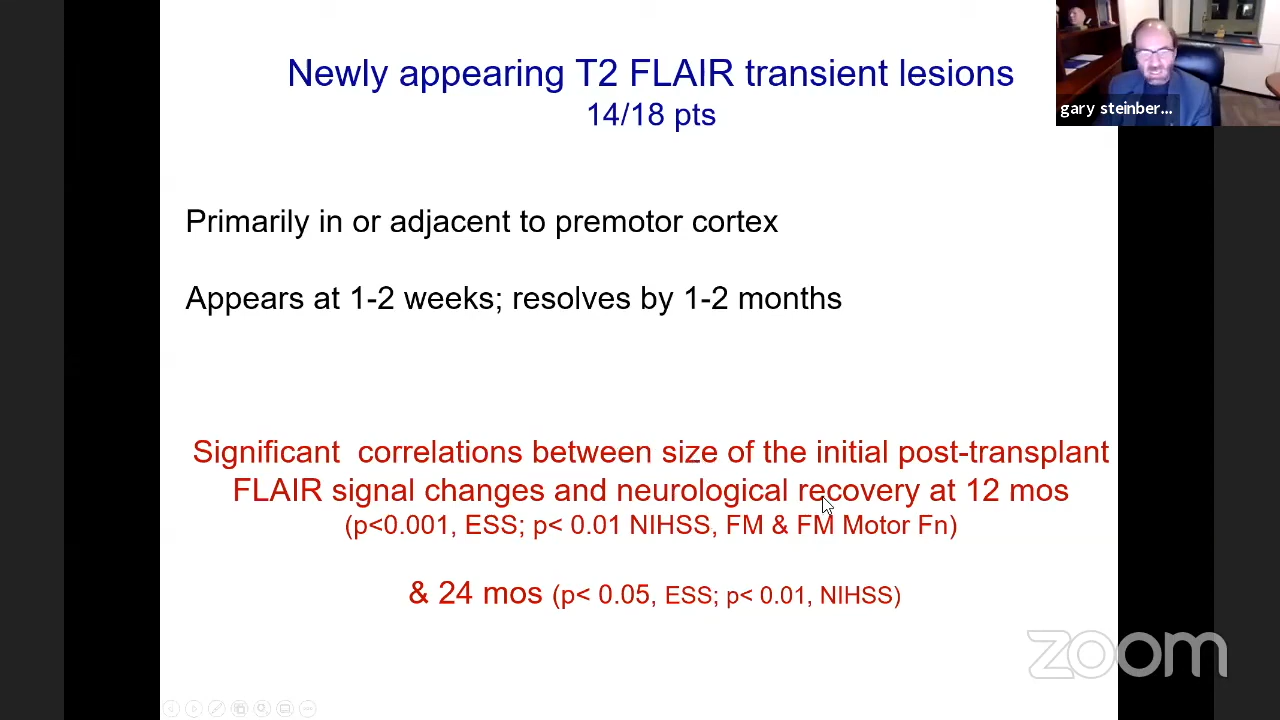 Newly appearing T2 FLAIR transient lesions
14/18 pts
gary steinber...
Primarily in or adjacent to premotor cortex
Appears at 1-2 weeks; resolves by 1-2 months
Significant correlations between size of the initial post-transplant
FLAIR signal changes and neurological recovery at 12 mos
(p<0.001, ESS; p< 0.01 NIHSS, FM & FM Motor Fn)
& 24 mos (p< 0.05, ESS; p< 0.01, NIHSS)
zoom